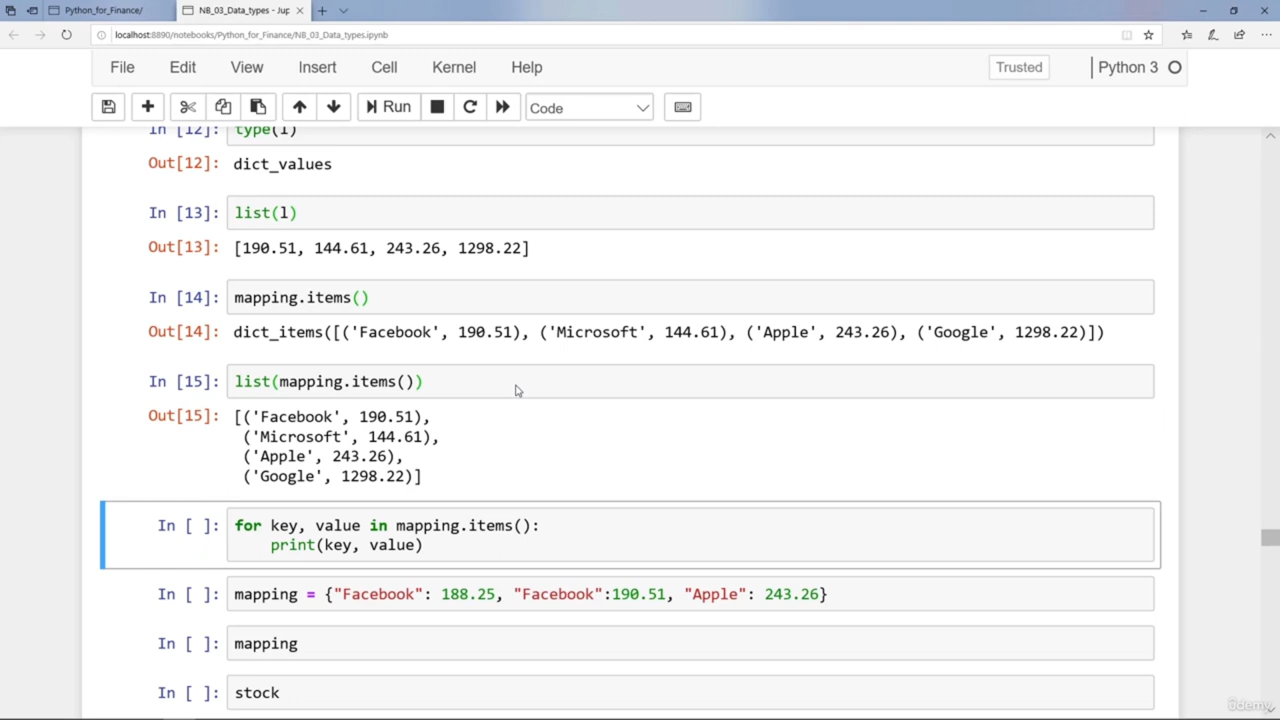 Python_for_Finance/
NB_03_Data_types - Jup
localhost:8890/notebooks/Python_for_Finance/NB_03_Data_types.ipynb
File Edit View Insert Cell Kernel Help Trusted Python 3
Run Code
In [12]: type(l)
Out[12]: dict_values
In [13]: list(l)
Out[13]: [190.51, 144.61, 243.26, 1298.22]
In [14]: mapping.items()
Out[14]: dict_items([('Facebook', 190.51), ('Microsoft', 144.61), ('Apple', 243.26), ('Google', 1298.22)])
In [15]: list(mapping.items())
Out[15]: [('Facebook', 190.51),
('Microsoft', 144.61),
('Apple', 243.26),
('Google', 1298.22)]
In [ ]: for key, value in mapping.items():
print(key, value)
In [ ]: mapping = {"Facebook": 188.25, "Facebook":190.51, "Apple": 243.26}
In [ ]: mapping
In [ ]: stock
ûdemy